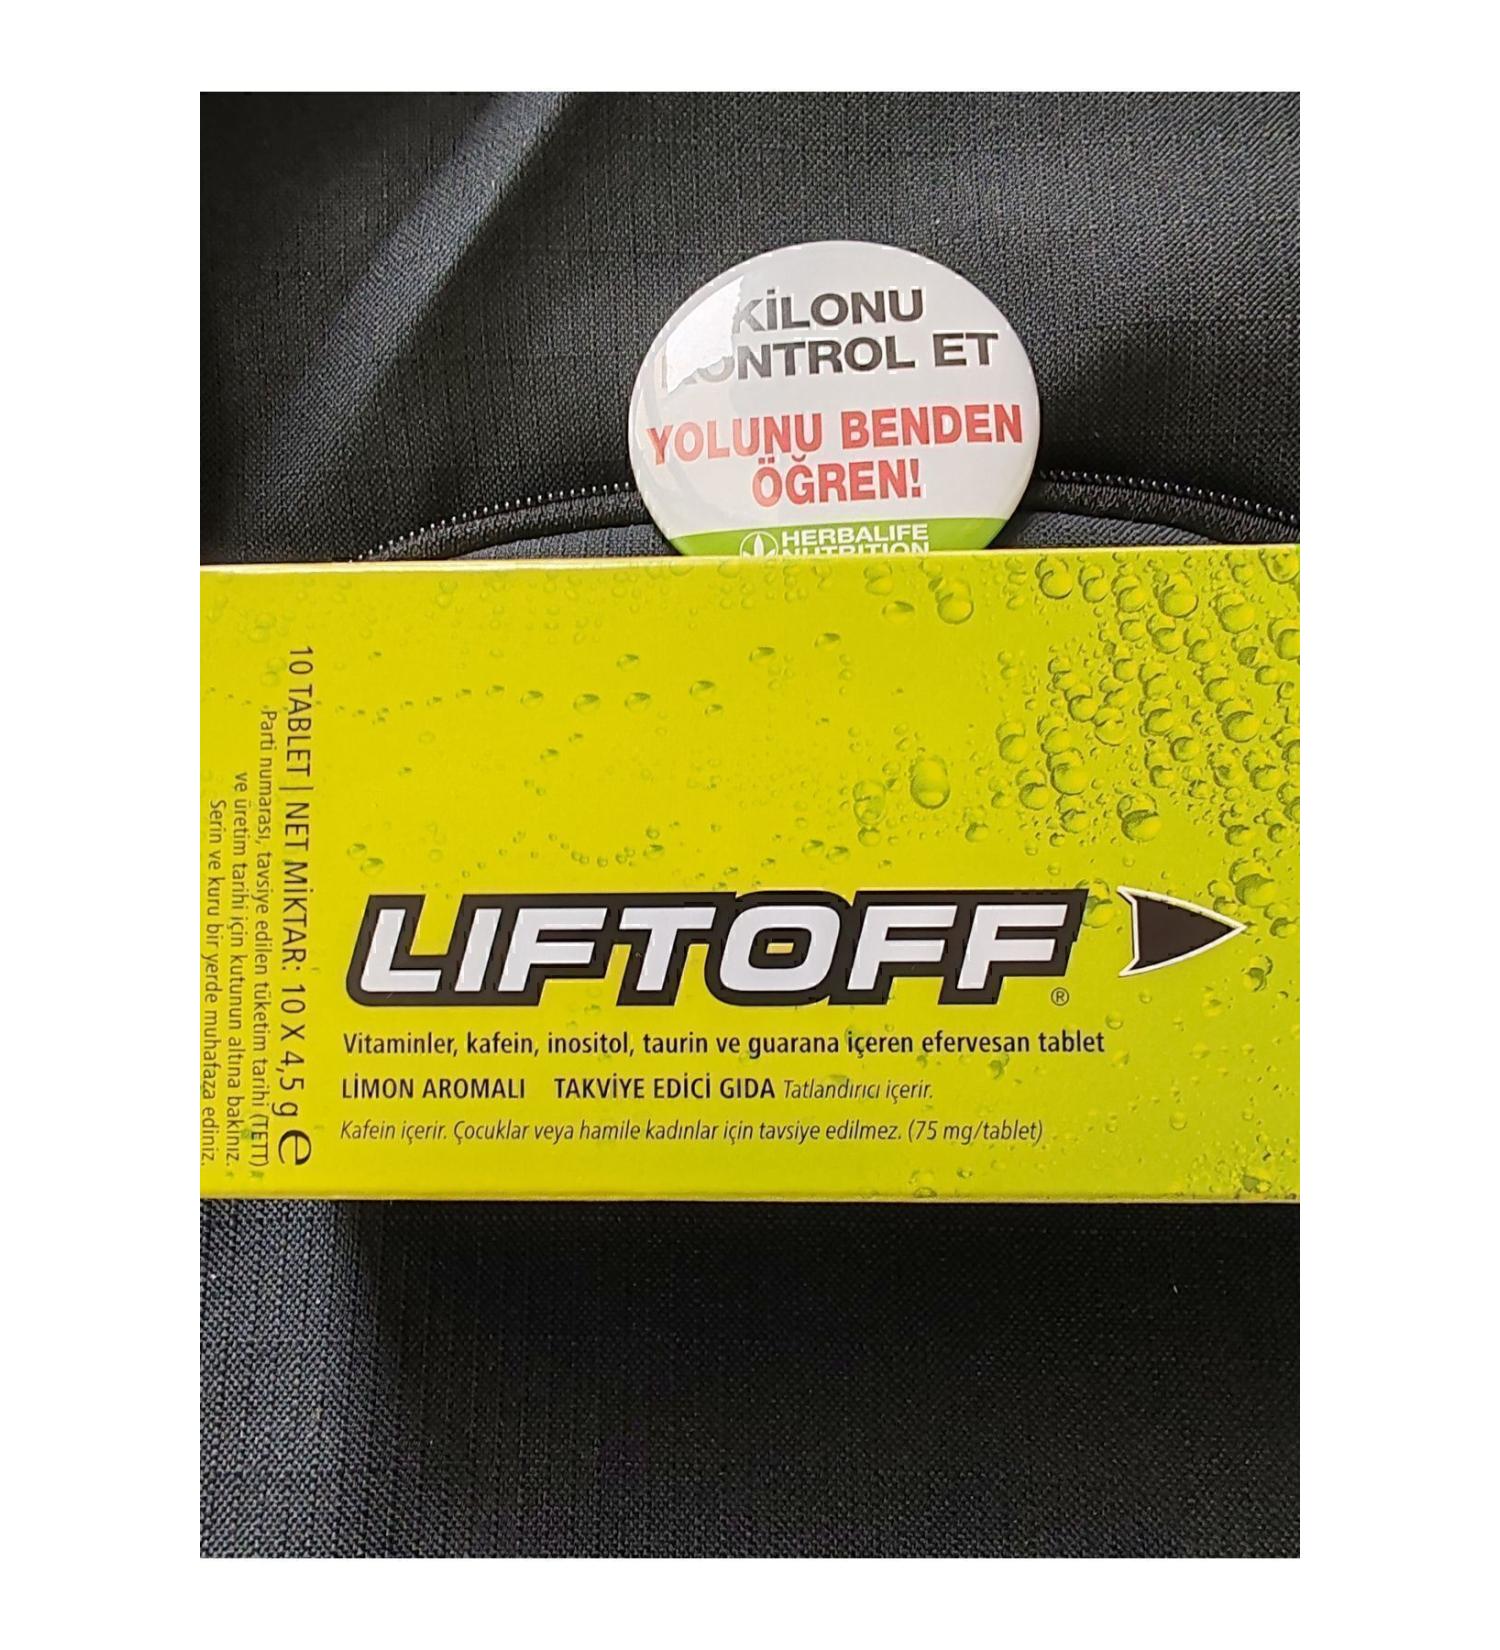 KİLONU
KONTROL ET
YOLUNU BENDEN
ÖĞREN!
HERBALIFE
NUTRITION
10 TABLET | NET MİKTAR: 10 X 4,5 g e
Parti numarası, tavsiye edilen tüketim tarihi (TETT)
ve üretim tarihi için kutunun altına bakınız.
Serin ve kuru bir yerde muhafaza ediniz.
LIFTOFF®
Vitaminler, kafein, inositol, taurin ve guarana içeren efervesan tablet
LİMON AROMALI TAKVİYE EDİCİ GIDA Tatlandırıcı içerir.
Kafein içerir. Çocuklar veya hamile kadınlar için tavsiye edilmez. (75 mg/tablet)